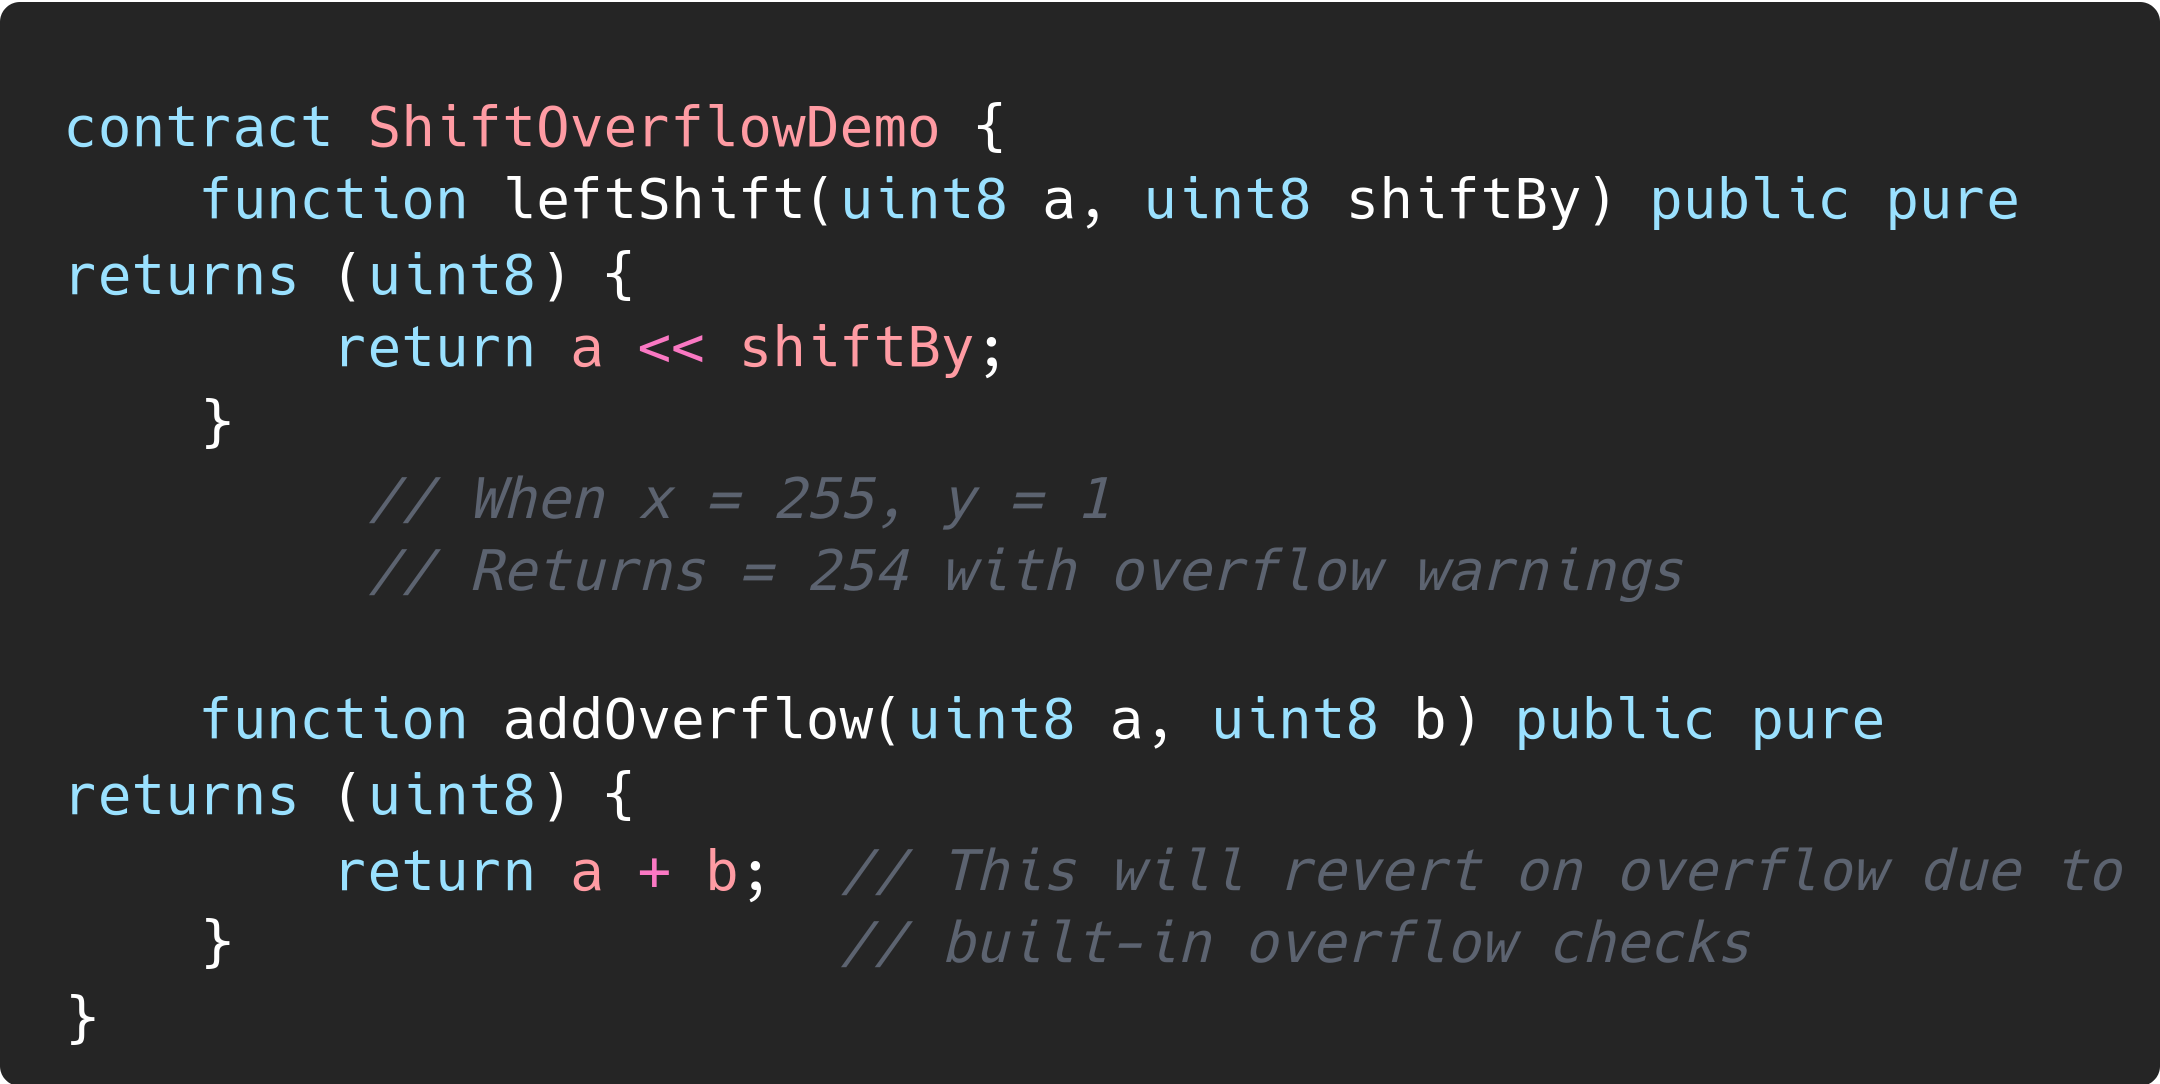 contract ShiftOverflowDemo {
    function leftShift(uint8 a, uint8 shiftBy) public pure
returns (uint8) {
        return a << shiftBy;
    }
         // When x = 255, y = 1
         // Returns = 254 with overflow warnings

    function addOverflow(uint8 a, uint8 b) public pure
returns (uint8) {
        return a + b;  // This will revert on overflow due to
    }                  // built-in overflow checks
}